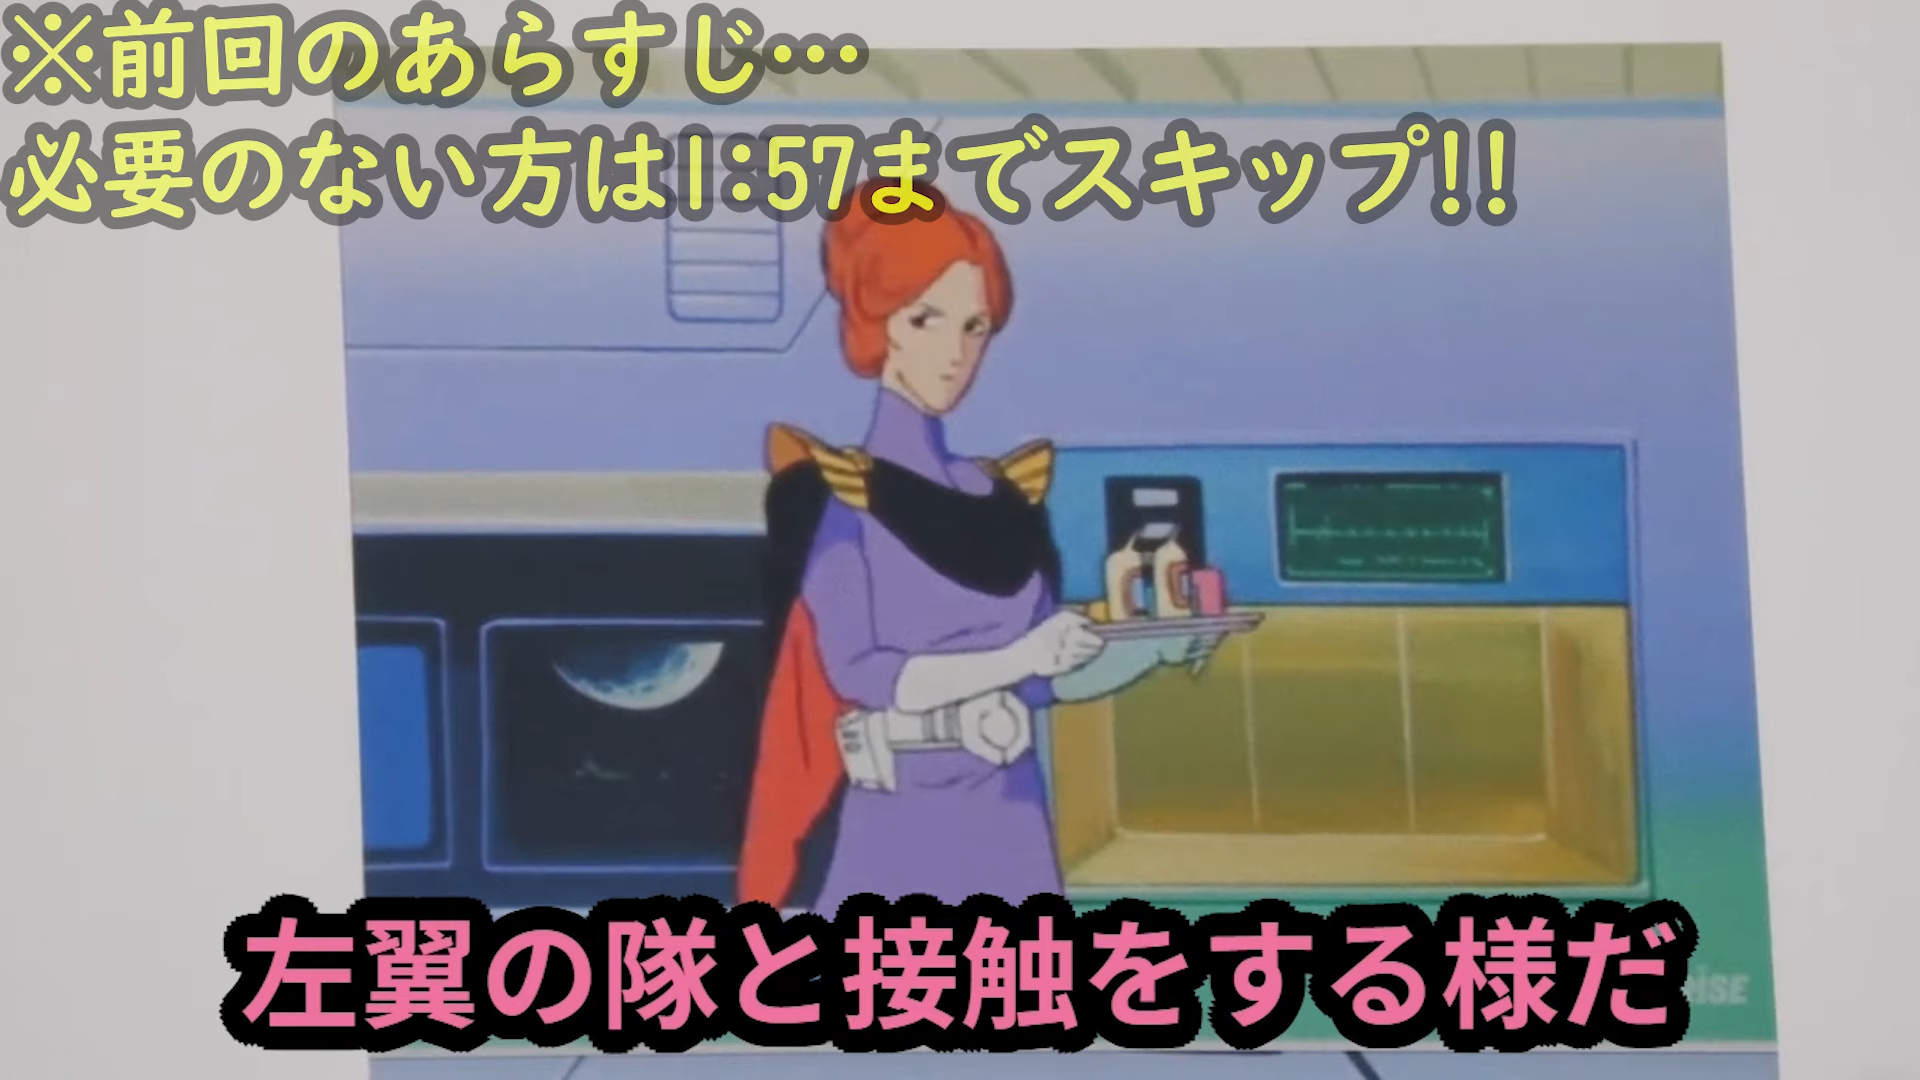 ※前回のあらすじ…
必要のない方は1:57までスキップ!!
左翼の隊と接触をする様だ